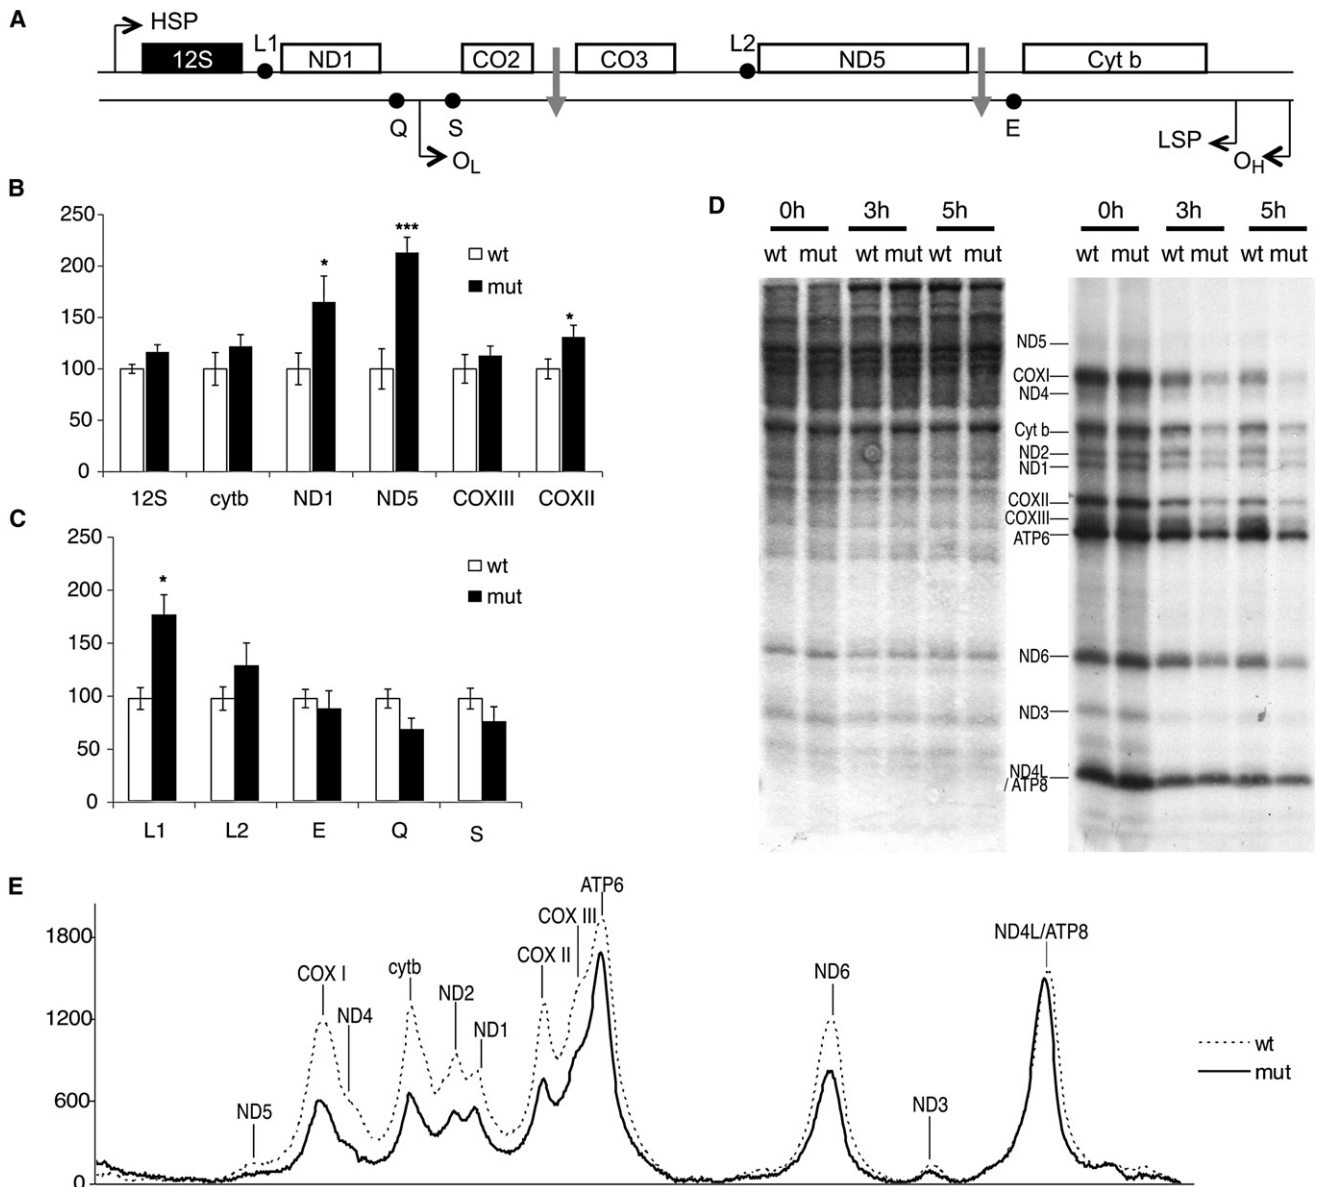 A
HSP
12S
L1
ND1
CO2
CO3
L2
ND5
Cyt b
Q
S
E
OL
LSP
OH
B
250
200
150
100
50
0
* *** *
wt
mut
12S cytb ND1 ND5 COXIII COXII
C
250
200
150
100
50
0
*
wt
mut
L1 L2 E Q S
D
0h 3h 5h
wt mut wt mut wt mut
0h 3h 5h
wt mut wt mut wt mut
ND5
COXI
ND4
Cyt b
ND2
ND1
COXII
COXIII
ATP6
ND6
ND3
ND4L
/ATP8
E
1800
1200
600
0
ND5
COX I
ND4
cytb
ND2
ND1
COX II
COX III
ATP6
ND6
ND3
ND4L/ATP8
wt
mut